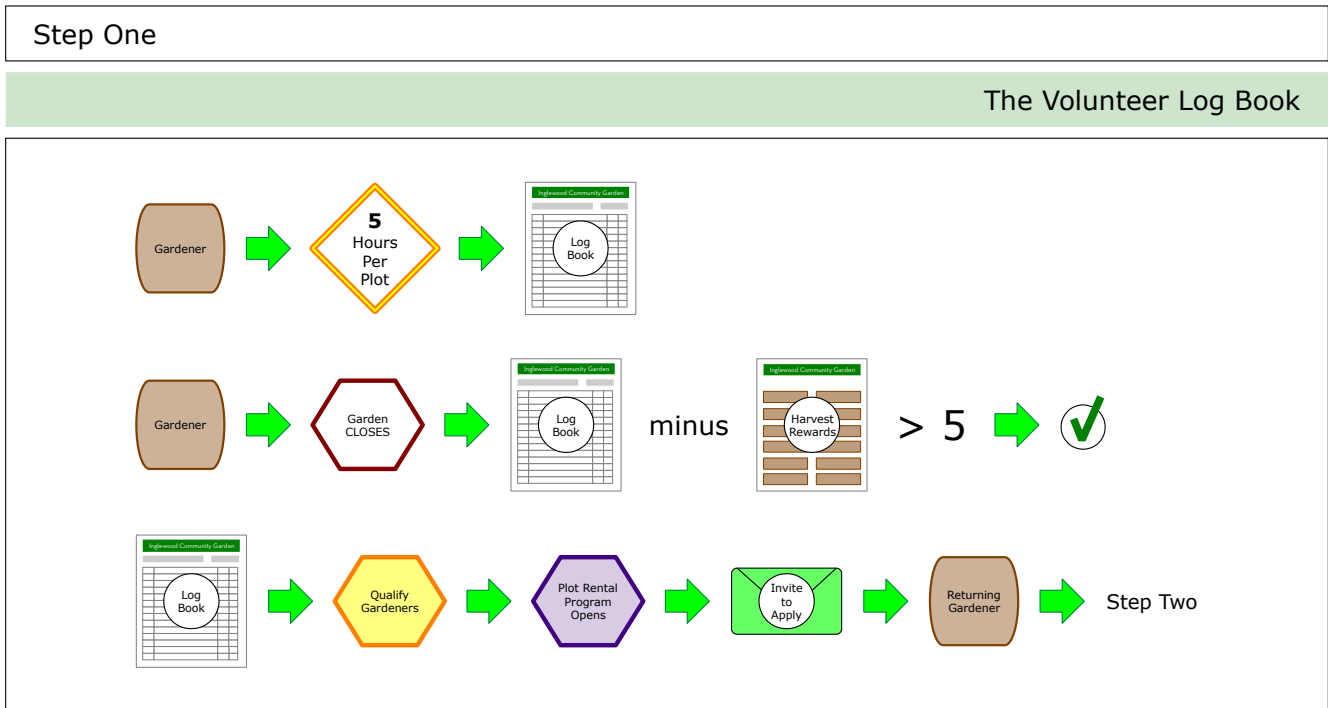 Step One
The Volunteer Log Book
Gardener
5
Hours
Per
Plot
Inglewood Community Garden
Log
Book
Gardener
Garden
CLOSES
Inglewood Community Garden
Log
Book
minus
Inglewood Community Garden
Harvest
Rewards
> 5
Inglewood Community Garden
Log
Book
Qualify
Gardeners
Plot Rental
Program
Opens
Invite
to
Apply
Returning
Gardener
Step Two